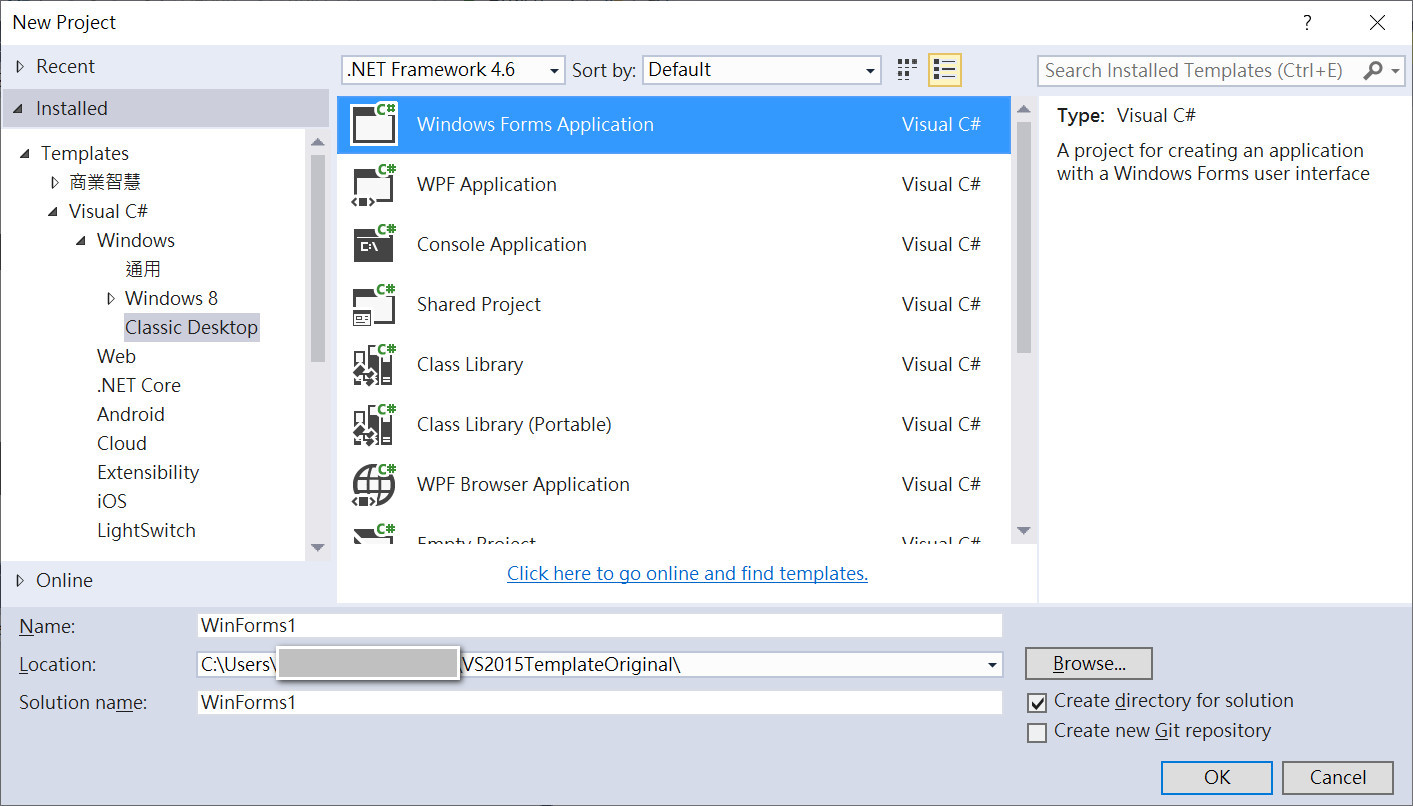 New Project
?
Recent
.NET Framework 4.6
Sort by:
Default
Search Installed Templates (Ctrl+E)
Installed
Templates
商業智慧
Visual C#
Windows
通用
Windows 8
Classic Desktop
Web
.NET Core
Android
Cloud
Extensibility
iOS
LightSwitch
Online
C# Windows Forms Application Visual C#
C# WPF Application Visual C#
C# C:\ Console Application Visual C#
C# Shared Project Visual C#
C# Class Library Visual C#
C# Class Library (Portable) Visual C#
C# WPF Browser Application Visual C#
C# Empty Project Visual C#
Click here to go online and find templates.
Type: Visual C#
A project for creating an application
with a Windows Forms user interface
Name: WinForms1
Location: C:\Users\ \VS2015TemplateOriginal\
Browse...
Solution name: WinForms1
Create directory for solution
Create new Git repository
OK
Cancel